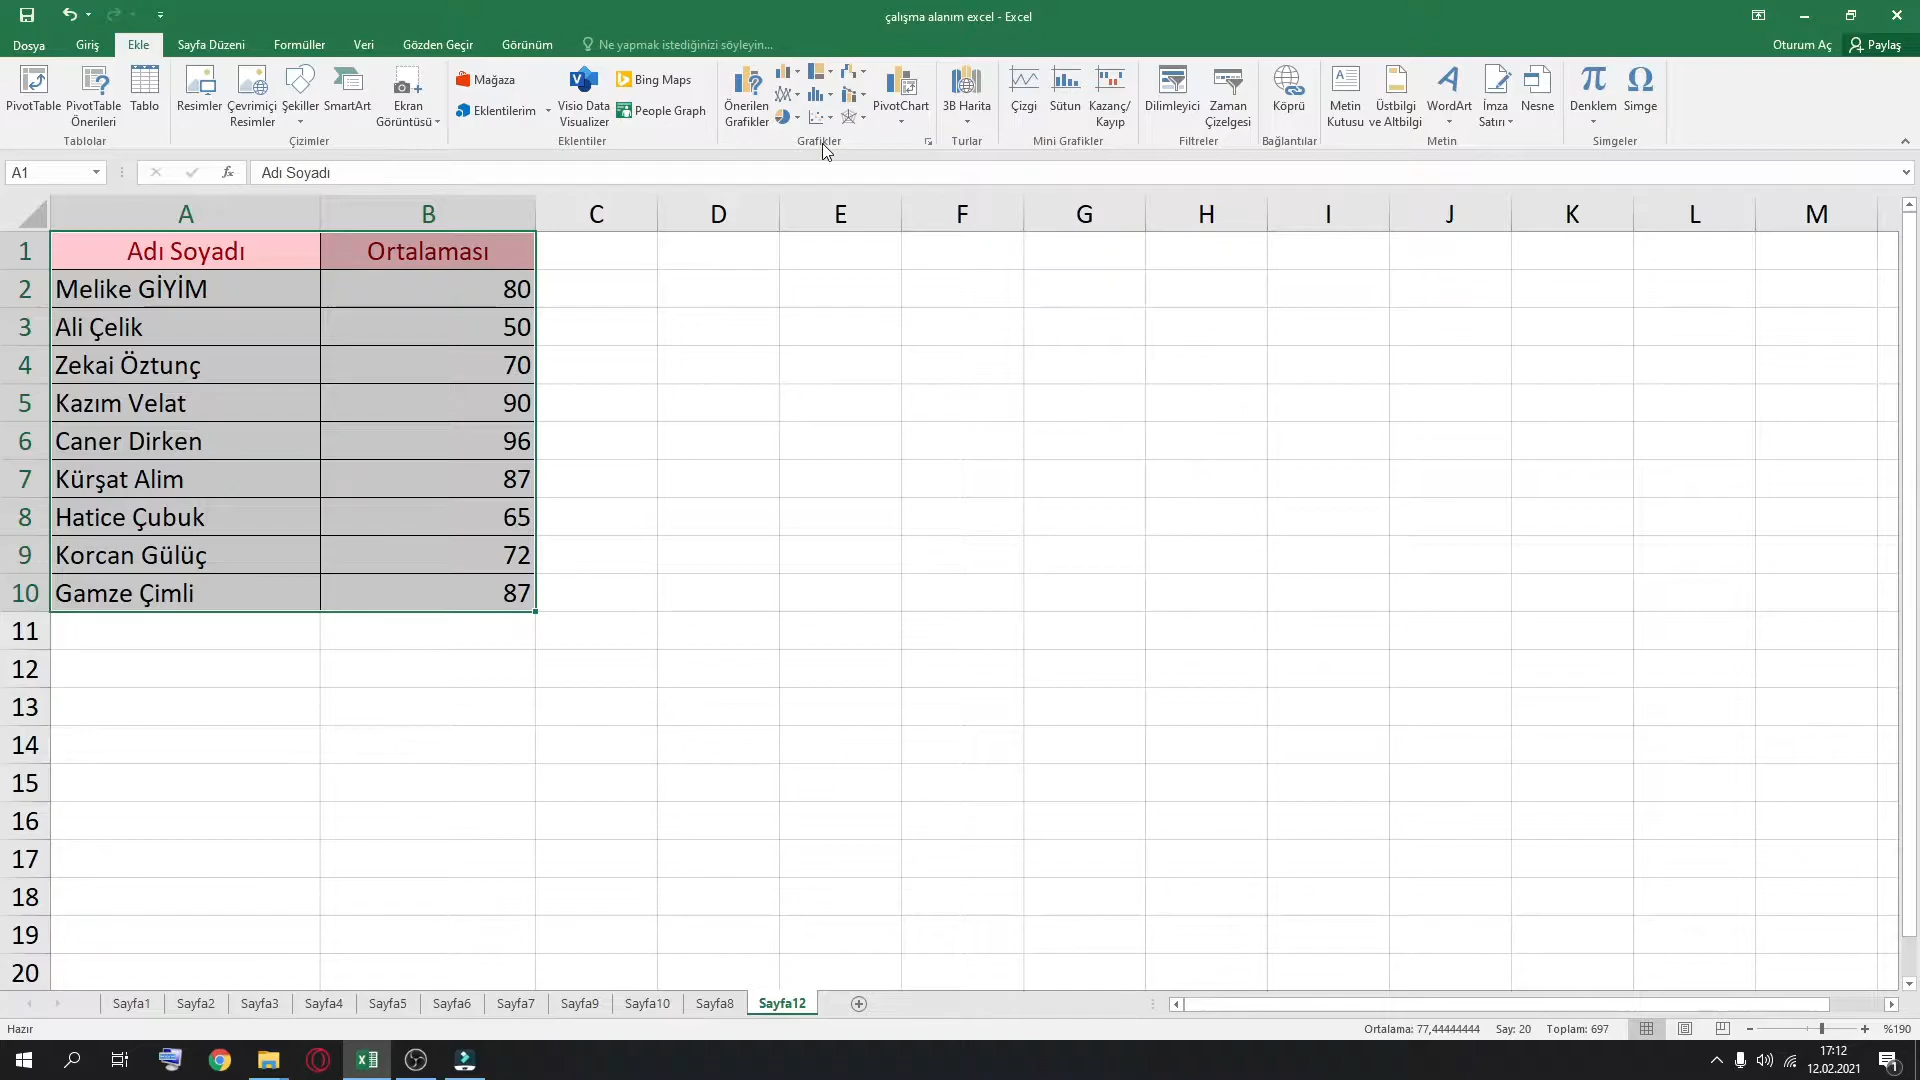 çalışma alanım excel - Excel
Dosya Giriş Ekle Sayfa Düzeni Formüller Veri Gözden Geçir Görünüm Ne yapmak istediğinizi söyleyin... Oturum Aç Paylaş
PivotTable PivotTable Önerileri Tablo
Tablolar
Resimler Çevrimiçi Resimler Şekiller SmartArt Ekran Görüntüsü
Çizimler
Mağaza
Eklentilerim
Visio Data Visualizer
Bing Maps
People Graph
Eklentiler
Önerilen Grafikler
PivotChart
Grafikler
3B Harita
Turlar
Çizgi Sütun Kazanç/ Kayıp
Mini Grafikler
Dilimleyici Zaman Çizelgesi
Filtreler
Köprü
Bağlantılar
Metin Kutusu Üstbilgi ve Altbilgi WordArt İmza Satırı Nesne
Metin
Denklem Simge
Simgeler
A1 fx Adı Soyadı
A B C D E F G H I J K L M
1 Adı Soyadı Ortalaması
2 Melike GİYİM 80
3 Ali Çelik 50
4 Zekai Öztunç 70
5 Kazım Velat 90
6 Caner Dirken 96
7 Kürşat Alim 87
8 Hatice Çubuk 65
9 Korcan Gülüç 72
10 Gamze Çimli 87
11
12
13
14
15
16
17
18
19
20
Sayfa1 Sayfa2 Sayfa3 Sayfa4 Sayfa5 Sayfa6 Sayfa7 Sayfa9 Sayfa10 Sayfa8 Sayfa12
Hazır Ortalama: 77,44444444 Say: 20 Toplam: 697 %190
17:12
12.02.2021
1